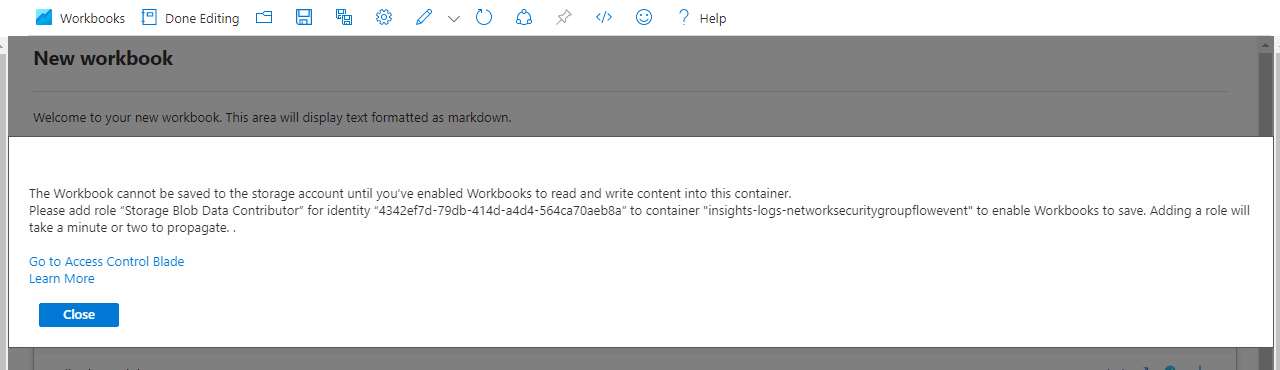 Workbooks Done Editing Help
New workbook
Welcome to your new workbook. This area will display text formatted as markdown.
The Workbook cannot be saved to the storage account until you’ve enabled Workbooks to read and write content into this container.
Please add role “Storage Blob Data Contributor” for identity “4342ef7d-79db-414d-a4d4-564ca70aeb8a” to container "insights-logs-networksecuritygroupflowevent" to enable Workbooks to save. Adding a role will
take a minute or two to propagate. .
Go to Access Control Blade
Learn More
Close